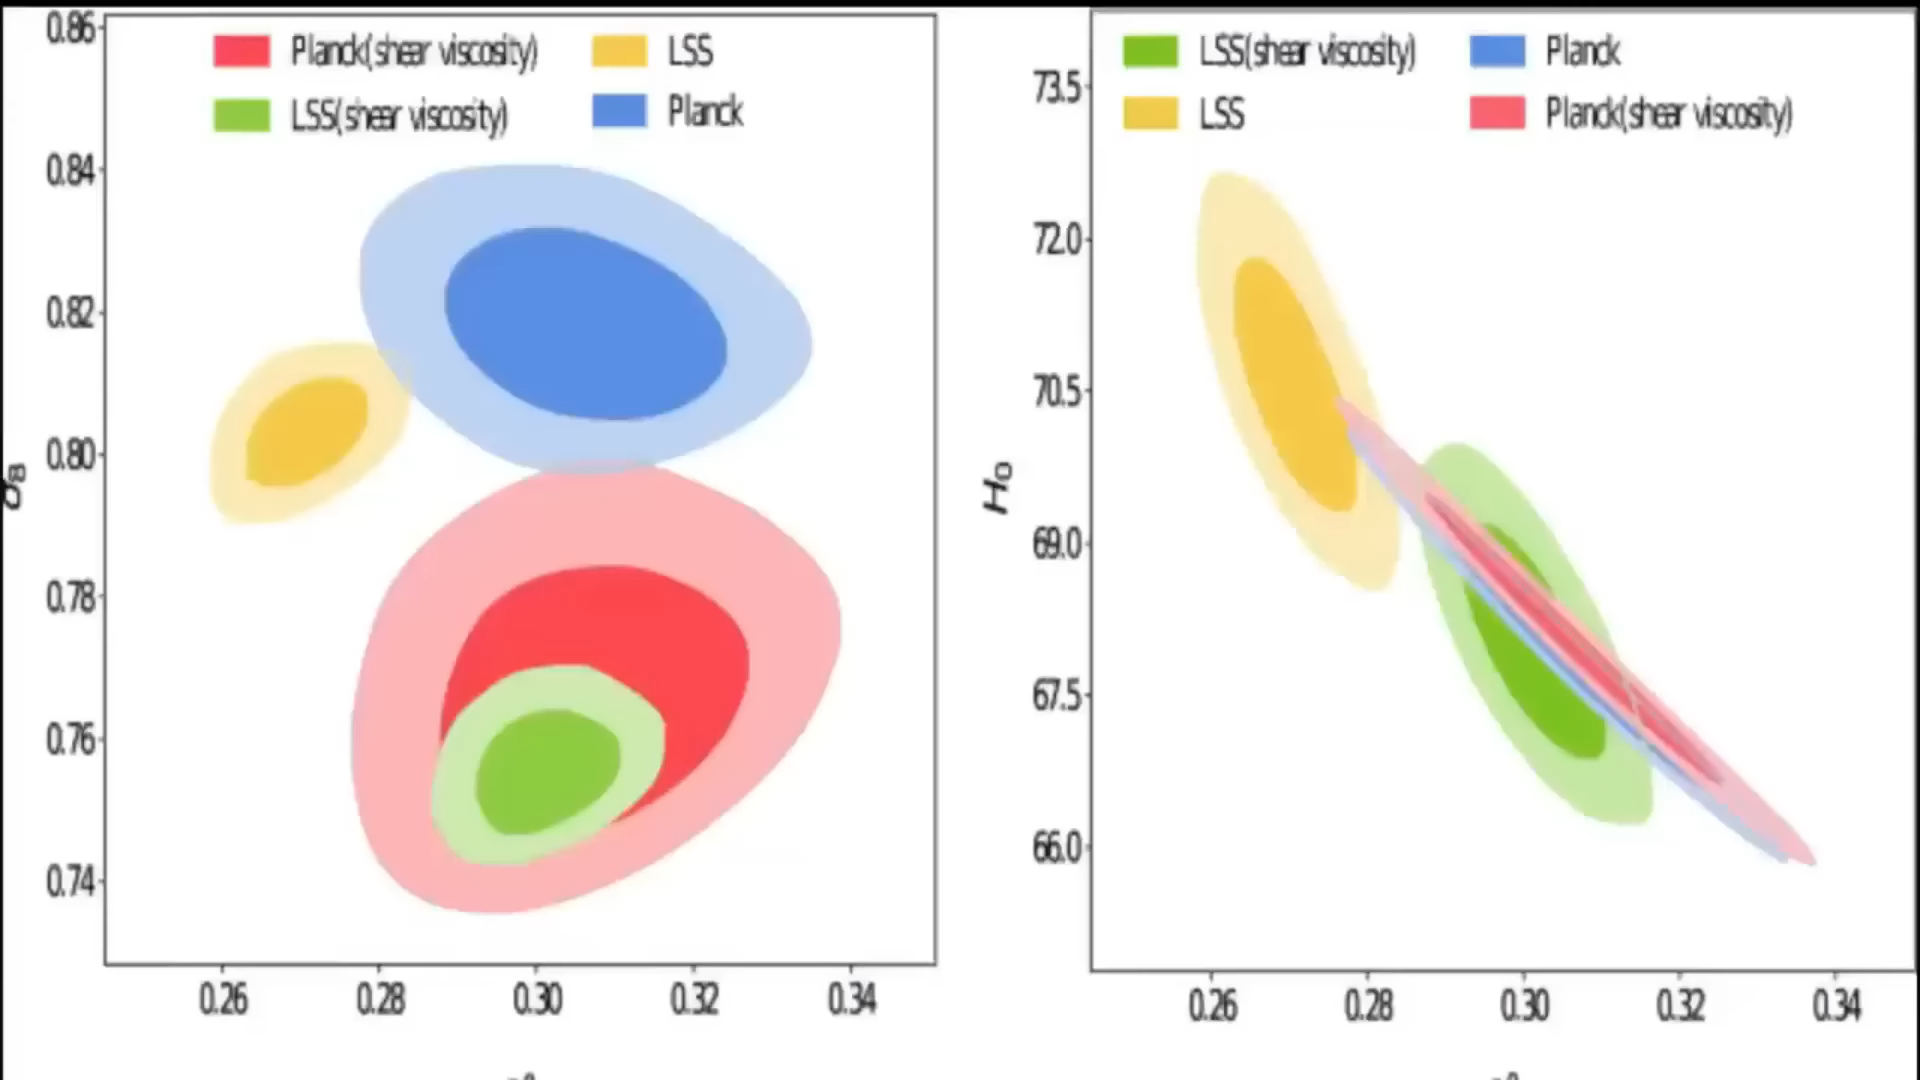 Planck(shear viscosity)
LSS
LSS(shear viscosity)
Planck
0.86
0.84
0.82
0.80
0.78
0.76
0.74
σ8
0.26 0.28 0.30 0.32 0.34
LSS(shear viscosity)
Planck
LSS
Planck(shear viscosity)
73.5
72.0
70.5
69.0
67.5
66.0
H0
0.26 0.28 0.30 0.32 0.34